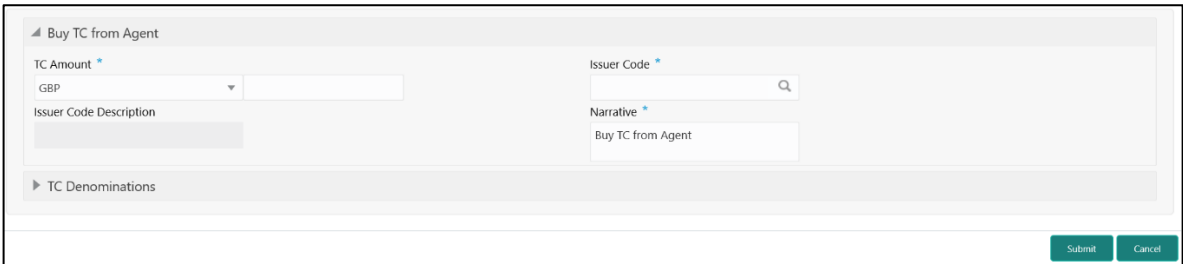 Buy TC from Agent
TC Amount *
Issuer Code *
GBP
Issuer Code Description
Narrative *
Buy TC from Agent
TC Denominations
Submit
Cancel